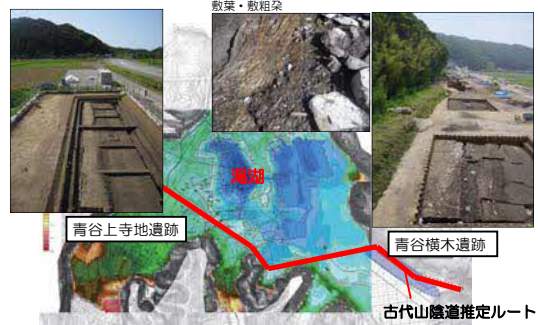 敷葉・敷粗朶
潟湖
青谷上寺地遺跡
青谷横木遺跡
古代山陰道推定ルート